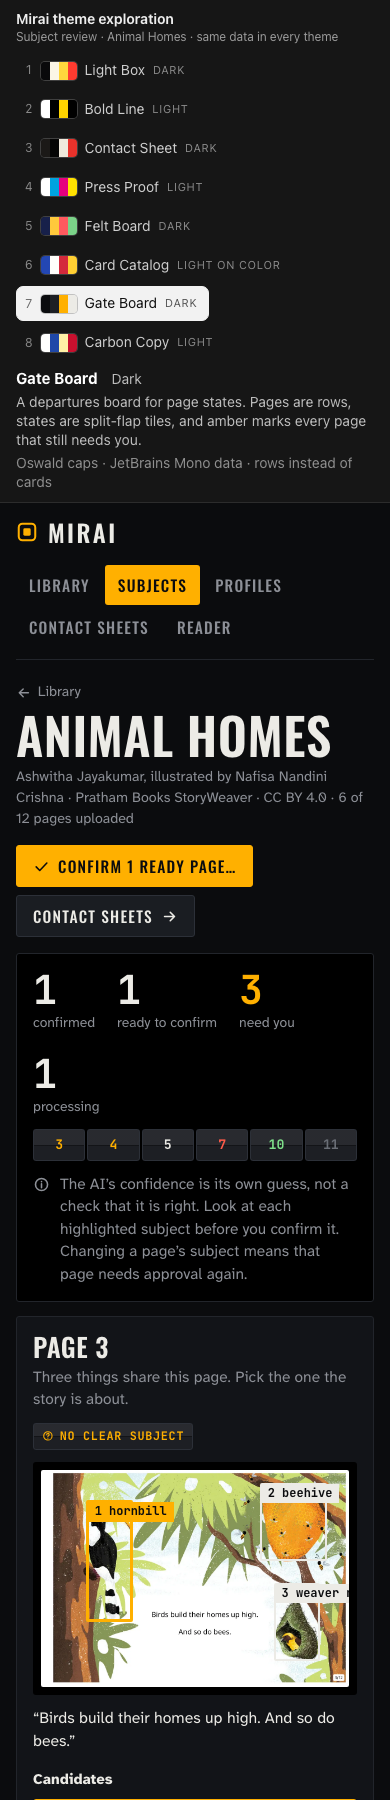 Mirai theme exploration
Subject review · Animal Homes · same data in every theme
1 Light Box DARK
2 Bold Line LIGHT
3 Contact Sheet DARK
4 Press Proof LIGHT
5 Felt Board DARK
6 Card Catalog LIGHT ON COLOR
7 Gate Board DARK
8 Carbon Copy LIGHT
Gate Board Dark
A departures board for page states. Pages are rows,
states are split-flap tiles, and amber marks every page
that still needs you.
Oswald caps · JetBrains Mono data · rows instead of
cards
MIRAI
LIBRARY SUBJECTS PROFILES
CONTACT SHEETS READER
← Library
ANIMAL HOMES
Ashwitha Jayakumar, illustrated by Nafisa Nandini
Crishna · Pratham Books StoryWeaver · CC BY 4.0 · 6 of
12 pages uploaded
✓ CONFIRM 1 READY PAGE…
CONTACT SHEETS →
1 1 3
confirmed ready to confirm need you
1
processing
3 4 5 7 10 11
The AI’s confidence is its own guess, not a
check that it is right. Look at each
highlighted subject before you confirm it.
Changing a page’s subject means that
page needs approval again.
PAGE 3
Three things share this page. Pick the one the
story is about.
NO CLEAR SUBJECT
2 beehive
1 hornbill
3 weaver
Birds build their homes up high.
And so do bees.
“Birds build their homes up high. And so do
bees.”
Candidates